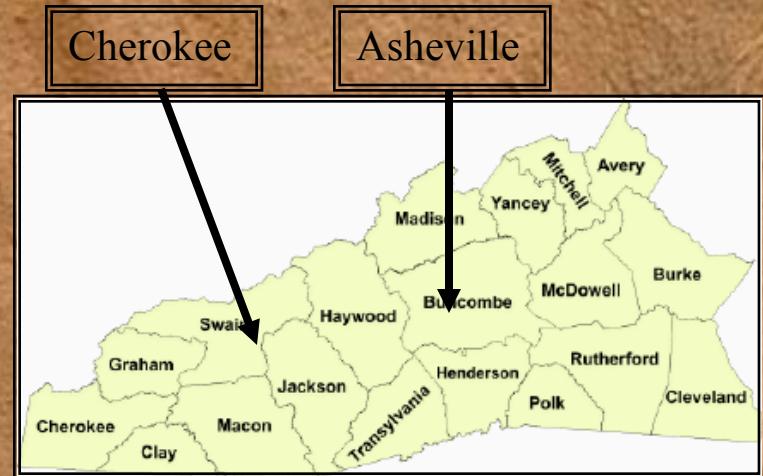 Cherokee
Asheville
Avery
Mitchell
Yancey
Madison
Burke
McDowell
Buncombe
Haywood
Swain
Graham
Rutherford
Henderson
Jackson
Cleveland
Polk
Transylvania
Macon
Cherokee
Clay